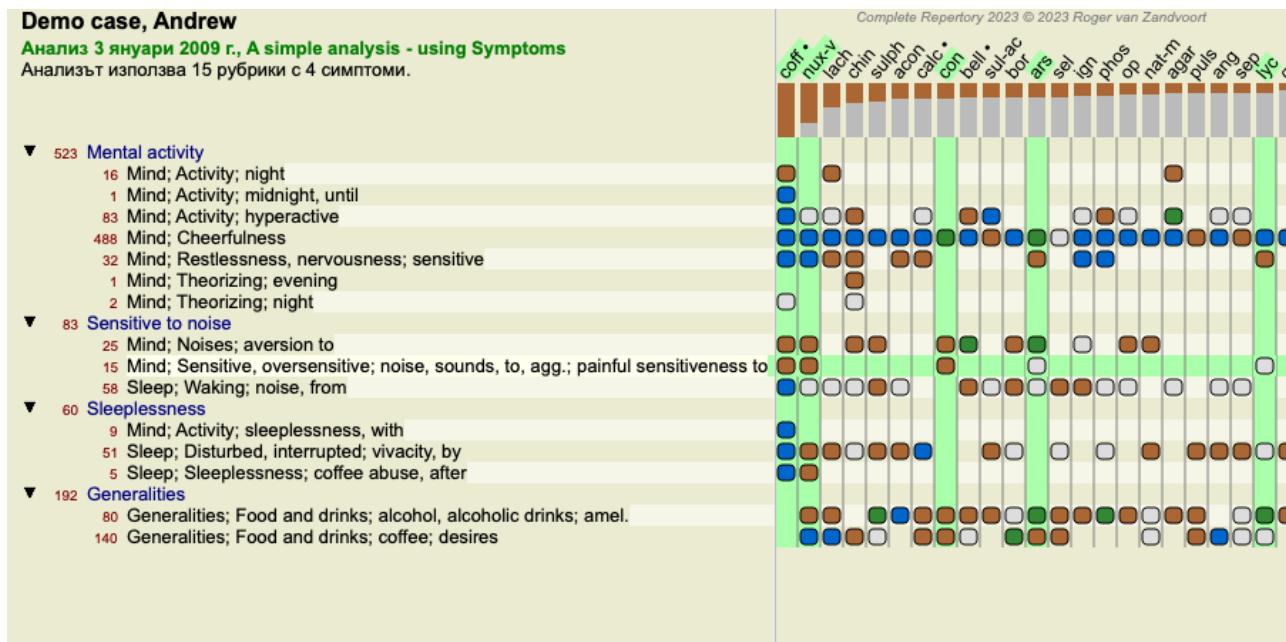 Demo case, Andrew
Complete Repertory 2023 © 2023 Roger van Zandvoort
Анализ 3 януари 2009 г., A simple analysis - using Symptoms
Анализът използва 15 рубрики с 4 симптоми.
coff • nux-v lach chin sulph acon calc • con bell • sul-ac bor ars sel ign phos op nat-m agar puls ang sep lyc
▼ 523 Mental activity
16 Mind; Activity; night
1 Mind; Activity; midnight, until
83 Mind; Activity; hyperactive
488 Mind; Cheerfulness
32 Mind; Restlessness, nervousness; sensitive
1 Mind; Theorizing; evening
2 Mind; Theorizing; night
▼ 83 Sensitive to noise
25 Mind; Noises; aversion to
15 Mind; Sensitive, oversensitive; noise, sounds, to, agg.; painful sensitiveness to
58 Sleep; Waking; noise, from
▼ 60 Sleeplessness
9 Mind; Activity; sleeplessness, with
51 Sleep; Disturbed, interrupted; vivacity, by
5 Sleep; Sleeplessness; coffee abuse, after
▼ 192 Generalities
80 Generalities; Food and drinks; alcohol, alcoholic drinks; amel.
140 Generalities; Food and drinks; coffee; desires